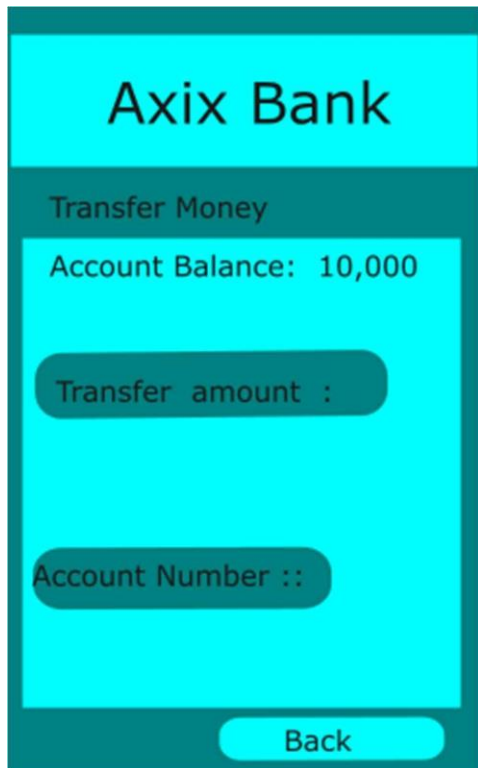 Axix Bank
Transfer Money
Account Balance: 10,000
Transfer amount :
Account Number ::
Back